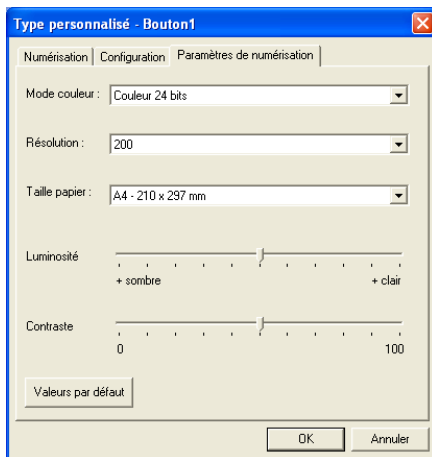 Type personnalisé - Bouton1
Numérisation Configuration Paramètres de numérisation
Mode couleur : Couleur 24 bits
Résolution : 200
Taille papier : A4 - 210 x 297 mm
Luminosité
+ sombre + clair
Contraste
0 100
Valeurs par défaut
OK Annuler